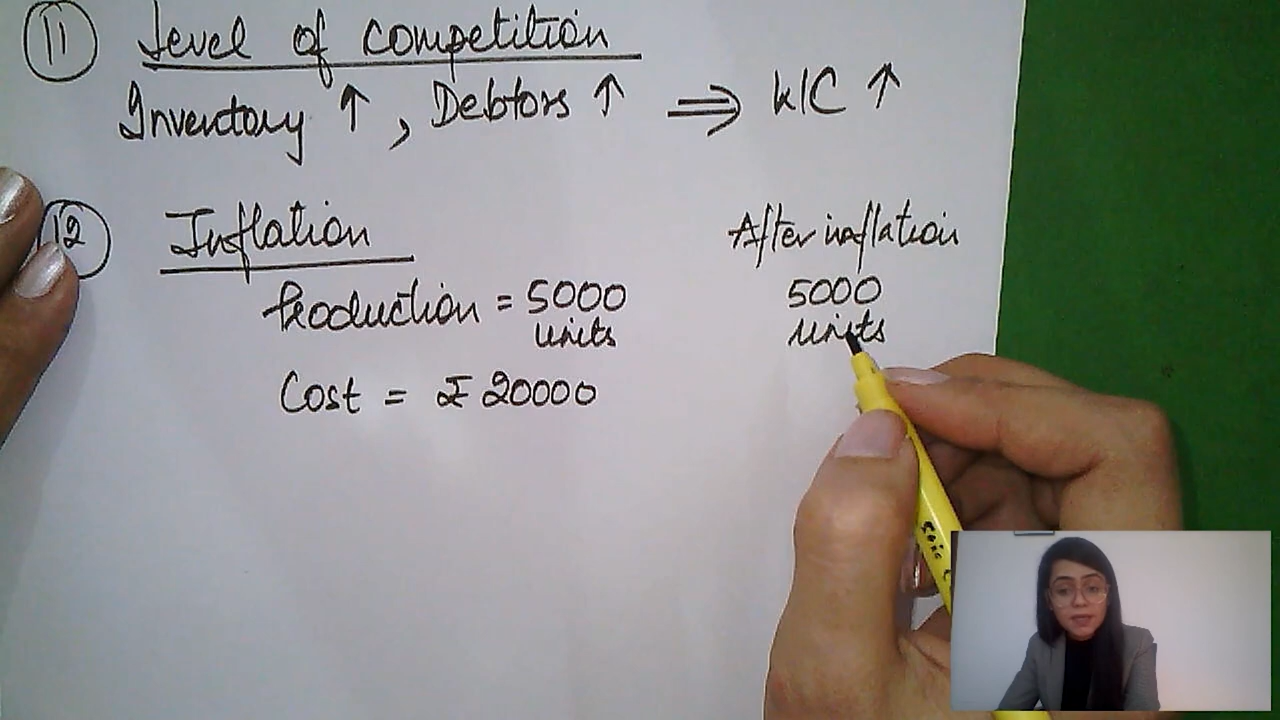 11 Level of competition
Inventory ↑, Debtors ↑ ⇒ W/C ↑
12 Inflation
After inflation
Production = 5000 units
5000 units
Cost = ₹ 20000